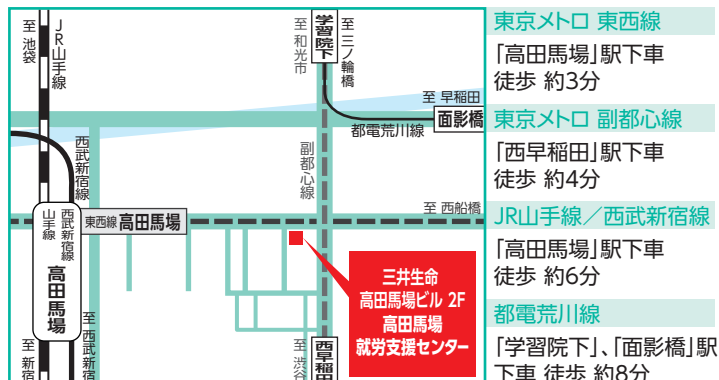 至 池袋
JR山手線
至 和光市
学習院下
至 三ノ輪橋
至 早稲田
面影橋
都電荒川線
西武新宿線
副都心線
至 西船橋
東西線 高田馬場
西武新宿線
山手線
高田馬場
三井生命
高田馬場ビル 2F
高田馬場
就労支援センター
至 新宿
至 西武新宿
至 渋谷
西早稲田
東京メトロ 東西線
「高田馬場」駅下車
徒歩 約3分
東京メトロ 副都心線
「西早稲田」駅下車
徒歩 約4分
JR山手線／西武新宿線
「高田馬場」駅下車
徒歩 約6分
都電荒川線
「学習院下」、「面影橋」駅
下車 徒歩 約8分